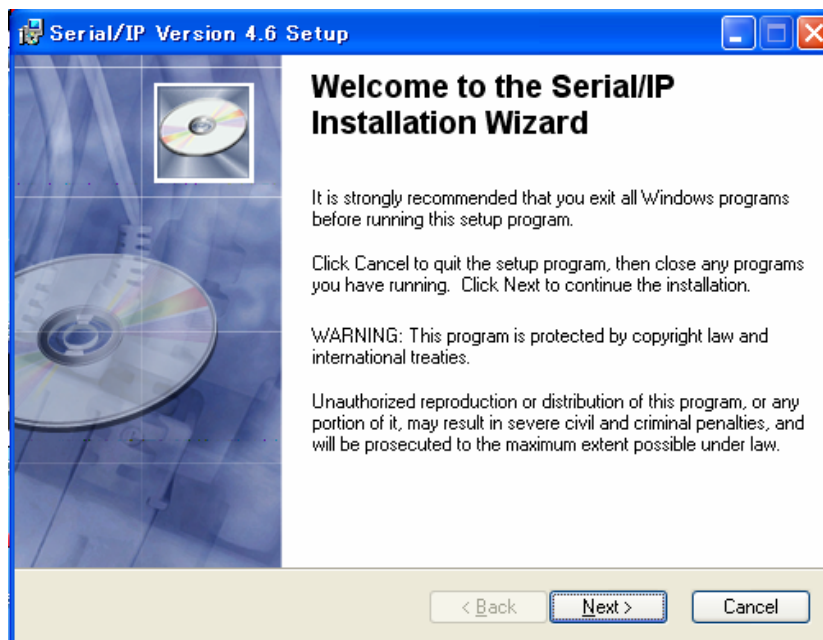 Serial/IP Version 4.6 Setup
Welcome to the Serial/IP
Installation Wizard
It is strongly recommended that you exit all Windows programs
before running this setup program.
Click Cancel to quit the setup program, then close any programs
you have running.  Click Next to continue the installation.
WARNING: This program is protected by copyright law and
international treaties.
Unauthorized reproduction or distribution of this program, or any
portion of it, may result in severe civil and criminal penalties, and
will be prosecuted to the maximum extent possible under law.
< Back
Next >
Cancel